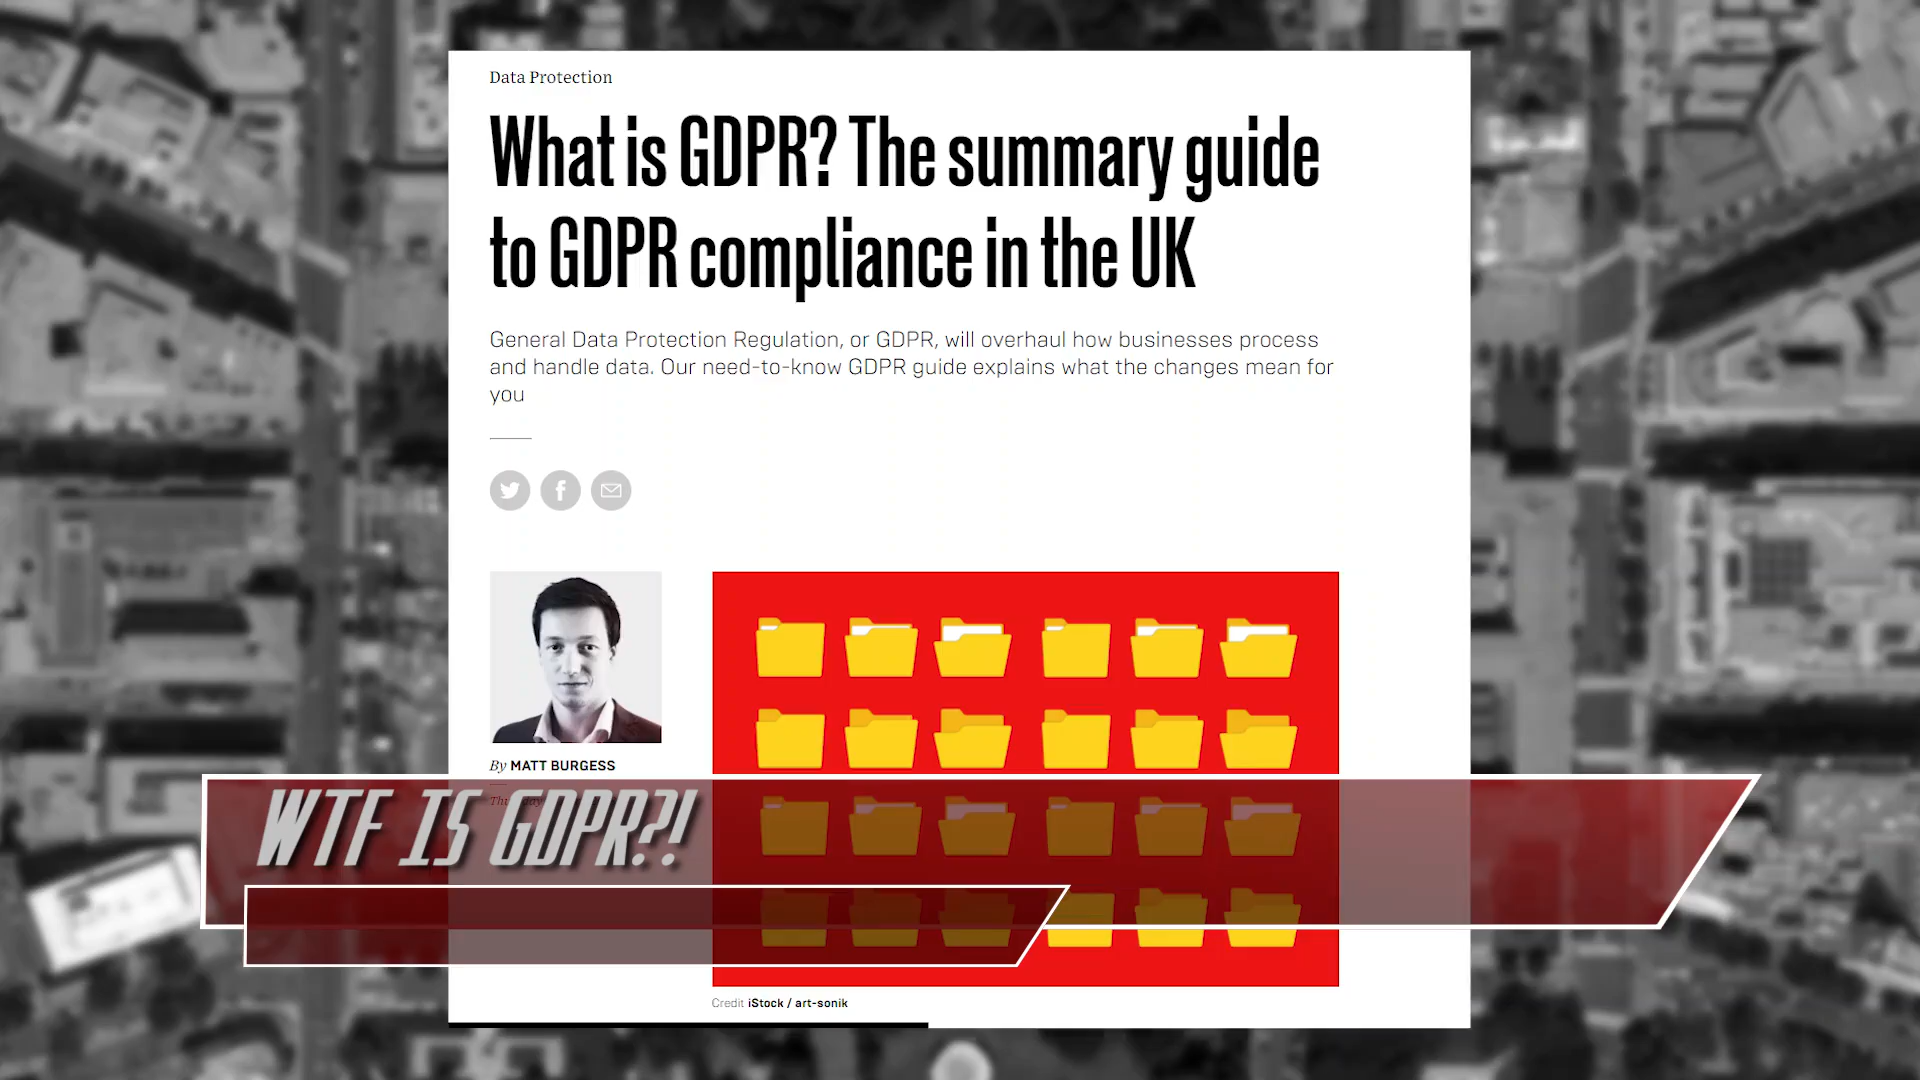 Data Protection
What is GDPR? The summary guide
to GDPR compliance in the UK
General Data Protection Regulation, or GDPR, will overhaul how businesses process
and handle data. Our need-to-know GDPR guide explains what the changes mean for
you
By MATT BURGESS
WTF IS GDPR?!
Credit iStock / art-sonik